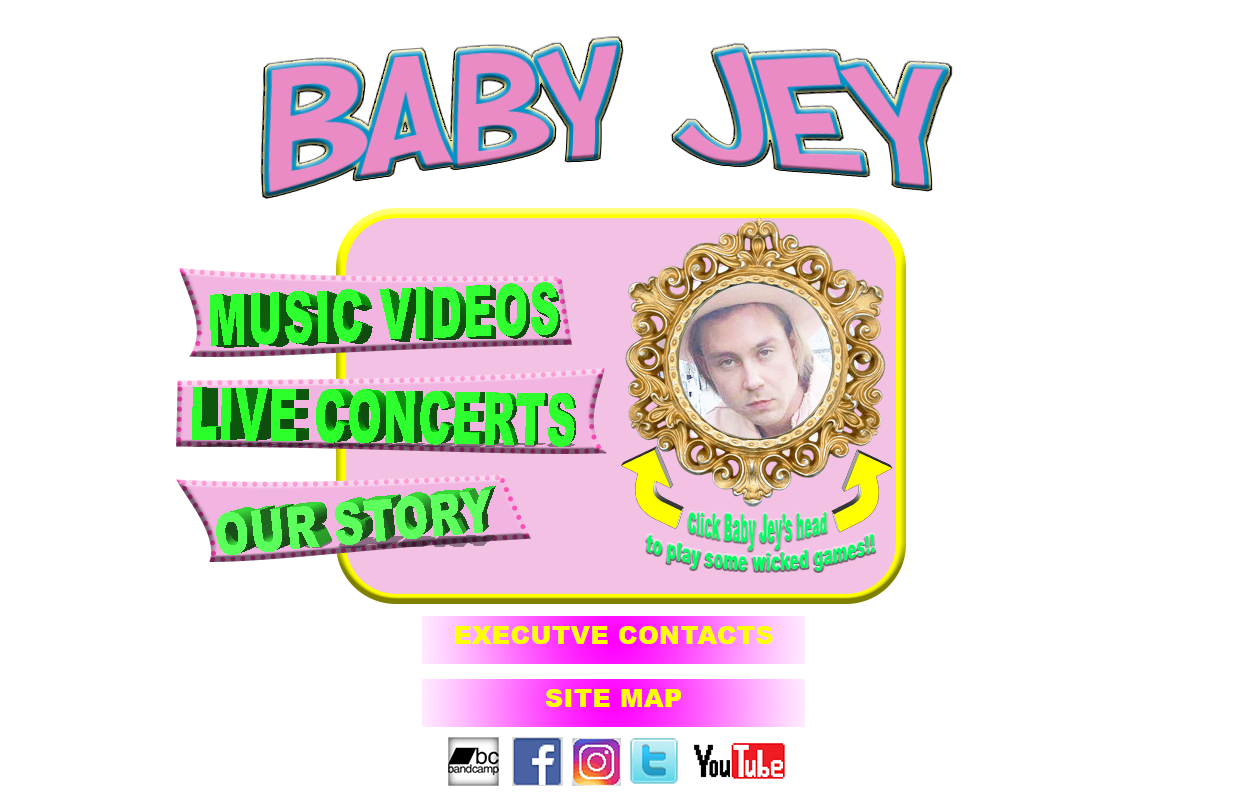 BABY JEY
MUSIC VIDEOS
LIVE CONCERTS
OUR STORY
Click Baby Jey's head
to play some wicked games!!
EXECUTVE CONTACTS
SITE MAP
bc
bandcamp
f
t
YouTube